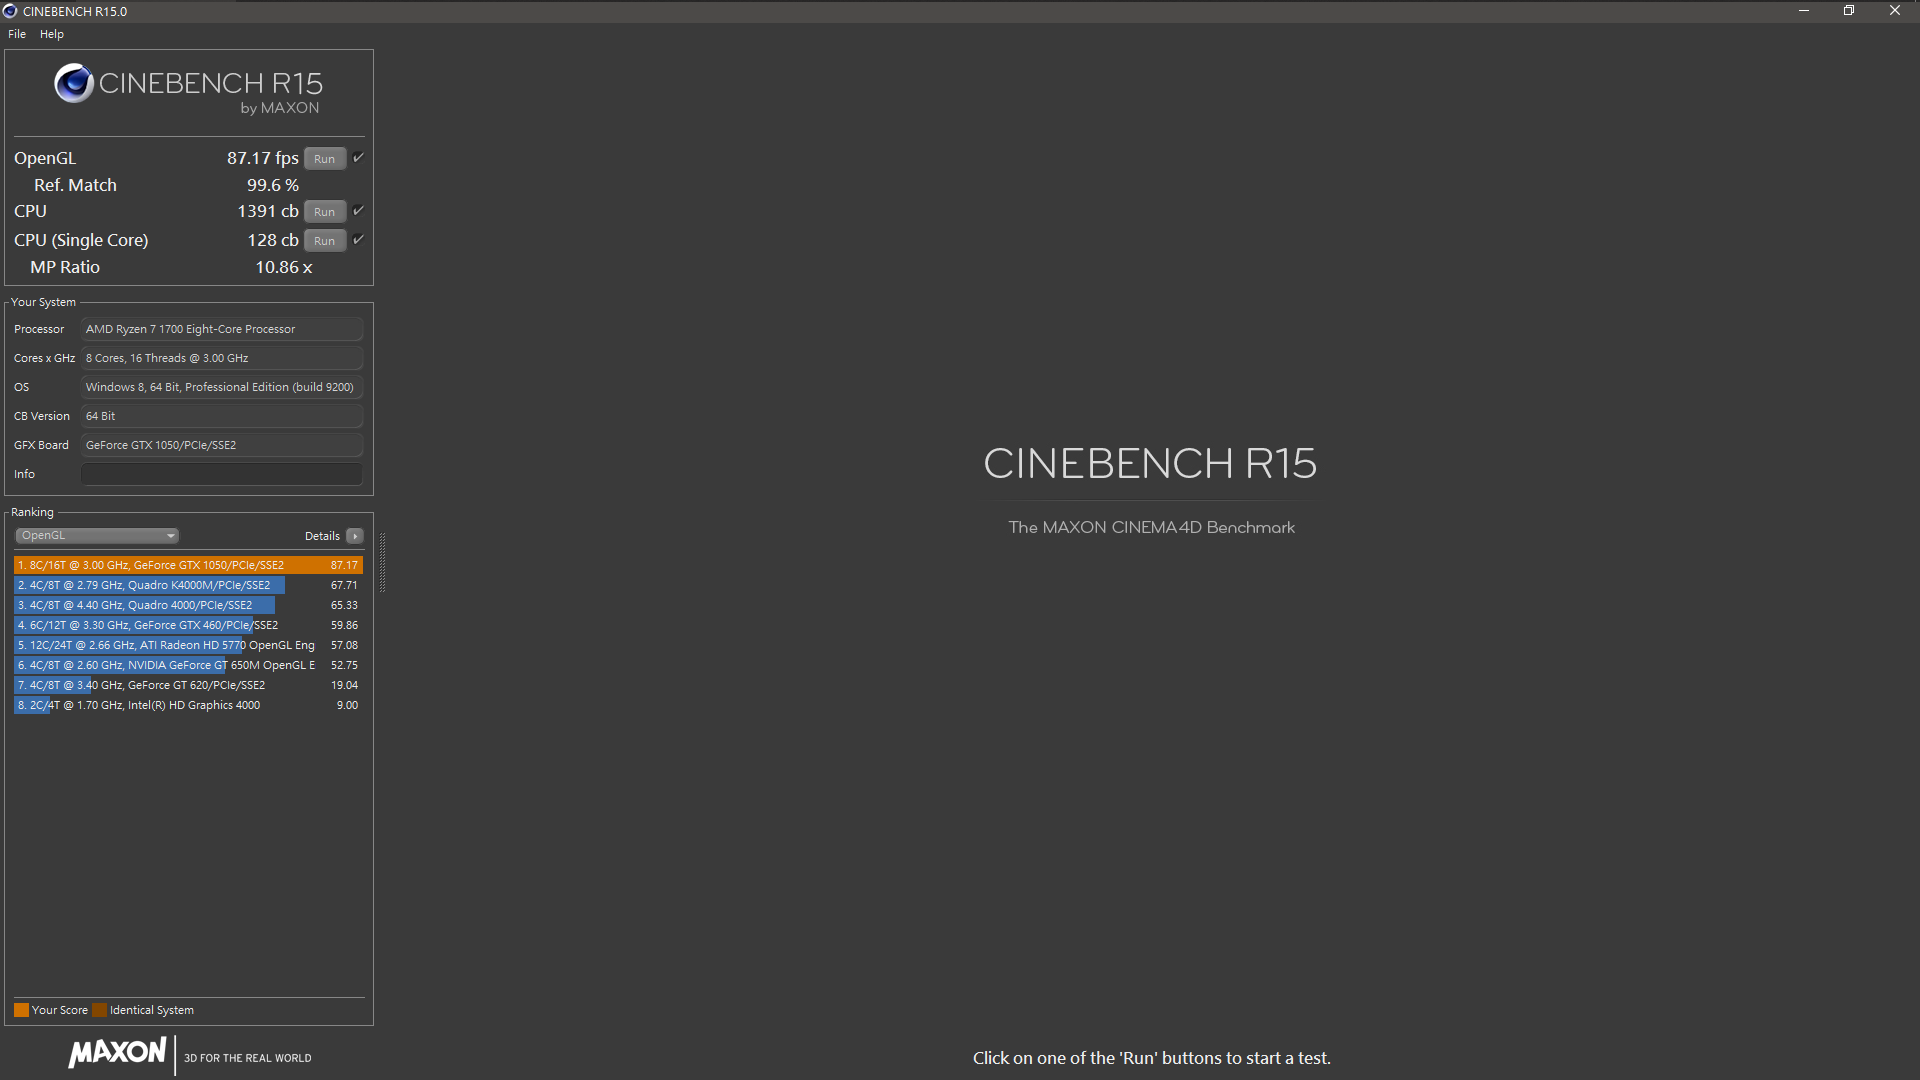 CINEBENCH R15.0
File Help
CINEBENCH R15
by MAXON
OpenGL 87.17 fps Run
Ref. Match 99.6 %
CPU 1391 cb Run
CPU (Single Core) 128 cb Run
MP Ratio 10.86 x
Your System
Processor AMD Ryzen 7 1700 Eight-Core Processor
Cores x GHz 8 Cores, 16 Threads @ 3.00 GHz
OS Windows 8, 64 Bit, Professional Edition (build 9200)
CB Version 64 Bit
GFX Board GeForce GTX 1050/PCIe/SSE2
Info
Ranking
OpenGL Details
1. 8C/16T @ 3.00 GHz, GeForce GTX 1050/PCIe/SSE2 87.17
2. 4C/8T @ 2.79 GHz, Quadro K4000M/PCIe/SSE2 67.71
3. 4C/8T @ 4.40 GHz, Quadro 4000/PCIe/SSE2 65.33
4. 6C/12T @ 3.30 GHz, GeForce GTX 460/PCIe/SSE2 59.86
5. 12C/24T @ 2.66 GHz, ATI Radeon HD 5770 OpenGL Eng 57.08
6. 4C/8T @ 2.60 GHz, NVIDIA GeForce GT 650M OpenGL E 52.75
7. 4C/8T @ 3.40 GHz, GeForce GT 620/PCIe/SSE2 19.04
8. 2C/4T @ 1.70 GHz, Intel(R) HD Graphics 4000 9.00
Your Score Identical System
MAXON 3D FOR THE REAL WORLD
CINEBENCH R15
The MAXON CINEMA4D Benchmark
Click on one of the 'Run' buttons to start a test.